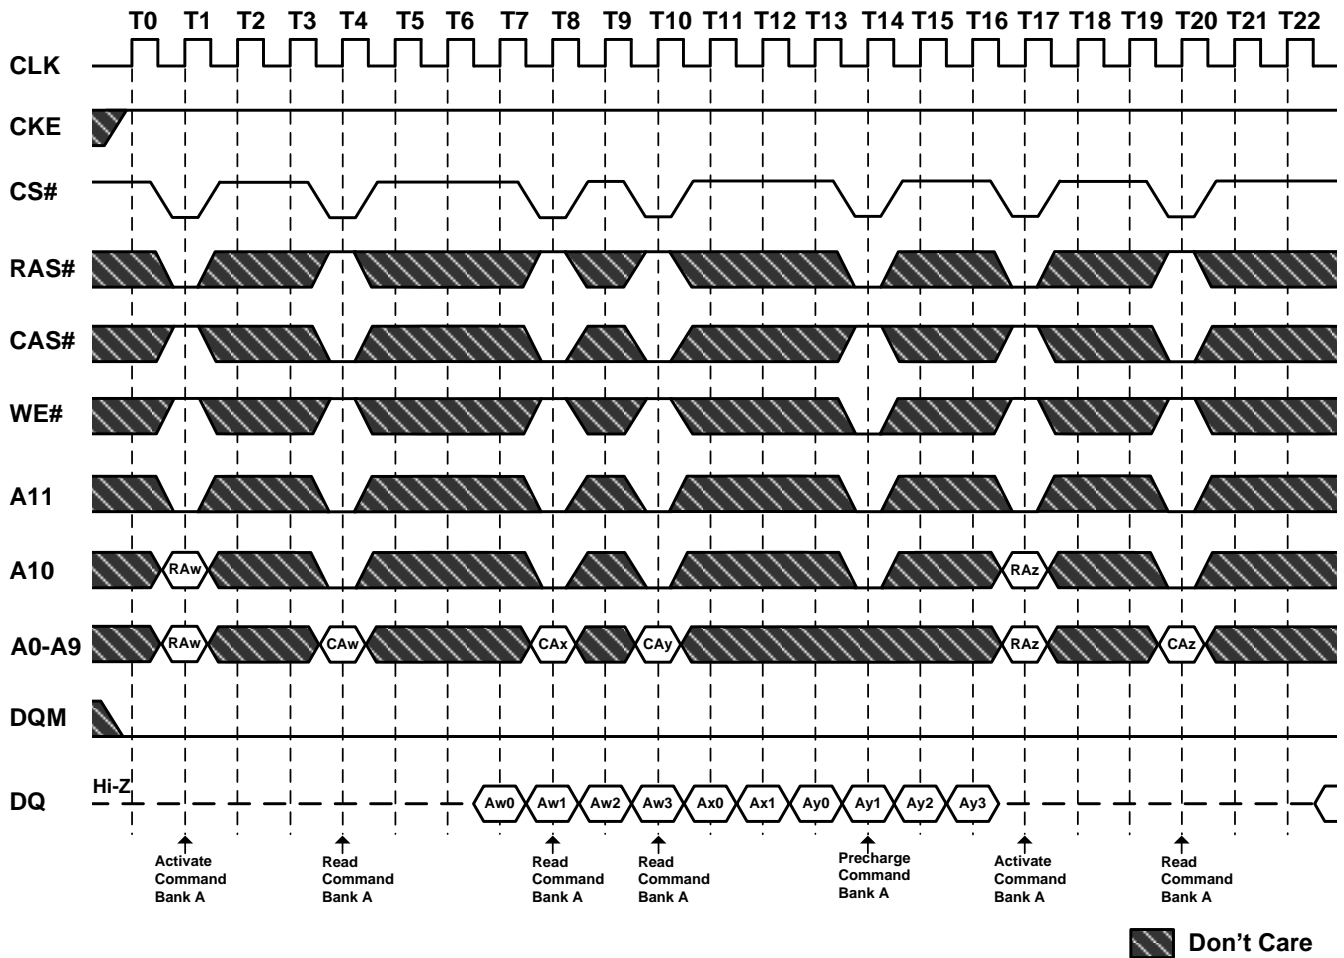 T0 T1 T2 T3 T4 T5 T6 T7 T8 T9 T10 T11 T12 T13 T14 T15 T16 T17 T18 T19 T20 T21 T22
CLK
CKE
CS#
RAS#
CAS#
WE#
A11
A10 RAw RAz
A0-A9 RAw CAw CAx CAy RAz CAz
DQM
Hi-Z
DQ Aw0 Aw1 Aw2 Aw3 Ax0 Ax1 Ay0 Ay1 Ay2 Ay3
Activate
Command
Bank A
Read
Command
Bank A
Read
Command
Bank A
Read
Command
Bank A
Precharge
Command
Bank A
Activate
Command
Bank A
Read
Command
Bank A
Don't Care